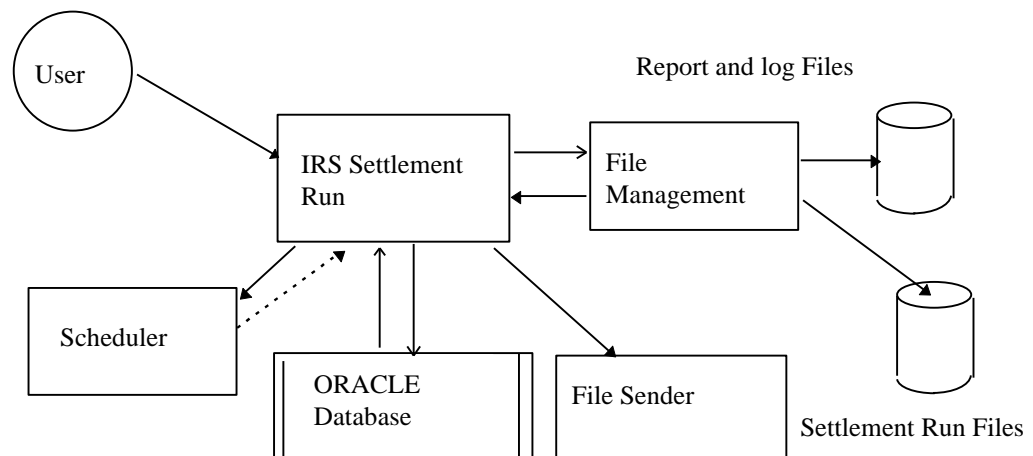 User
Report and log Files
IRS Settlement
Run
File
Management
Scheduler
ORACLE
Database
File Sender
Settlement Run Files